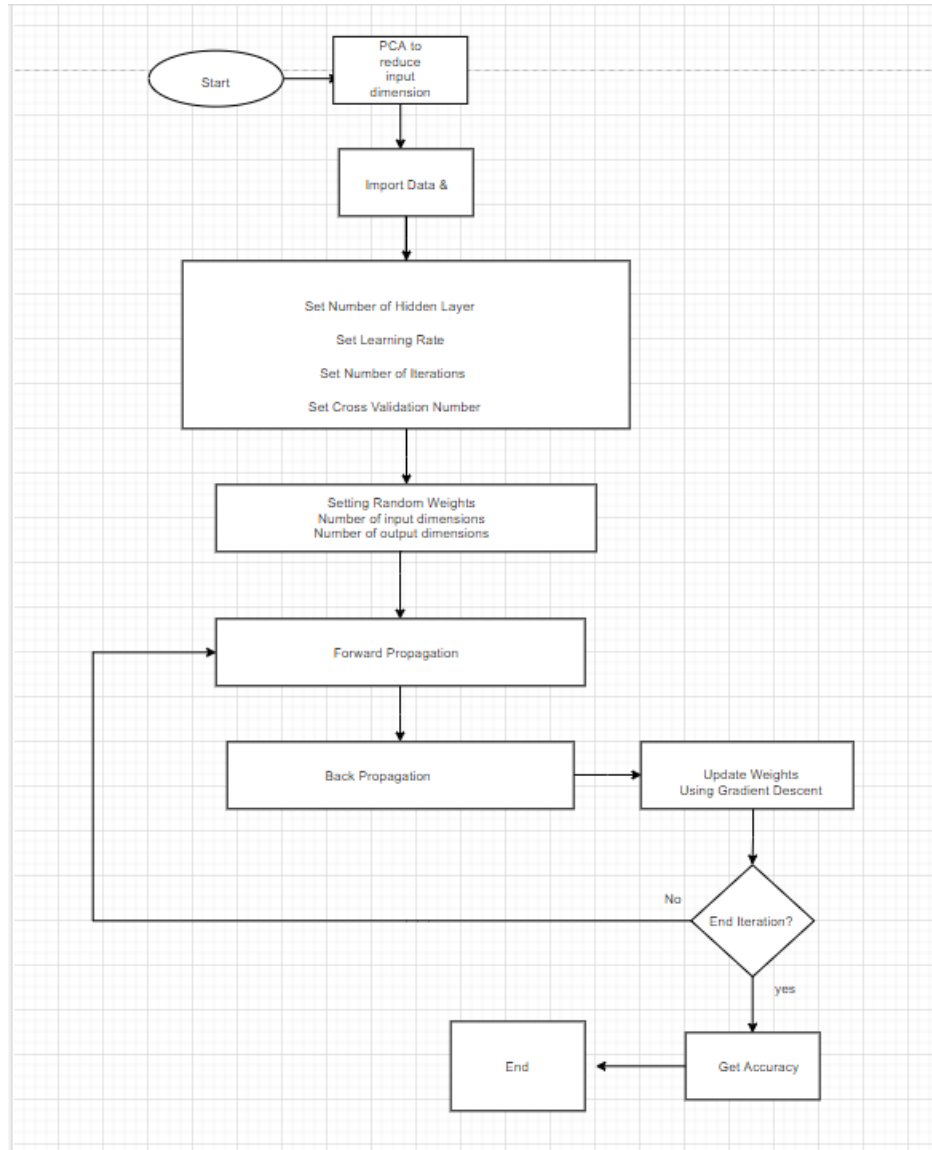 Start
PCA to
reduce
input
dimension
Import Data &
Set Number of Hidden Layer
Set Learning Rate
Set Number of Iterations
Set Cross Validation Number
Setting Random Weights
Number of input dimensions
Number of output dimensions
Forward Propagation
Back Propagation
Update Weights
Using Gradient Descent
No
End Iteration?
yes
End
Get Accuracy